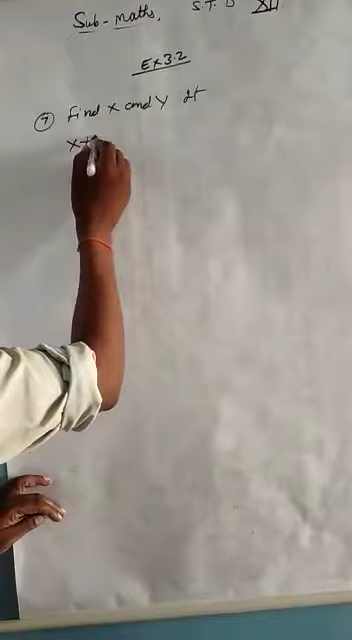 Sub - maths, S.T.D XII
Ex 3.2
⑦ Find X and Y If
X+